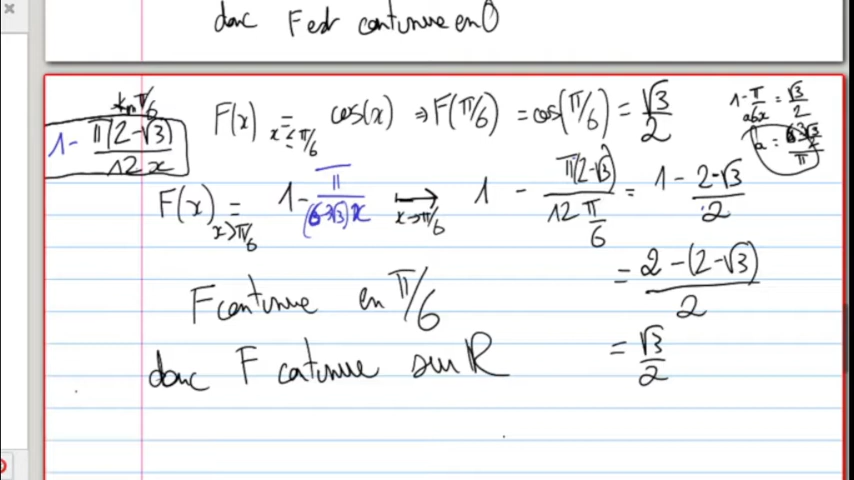 donc F est continue en 0
1 - π(2-√3)/12x
F(x) = cos(x) ⇒ F(π/6) = cos(π/6) = √3/2
x≤π/6
1 - π/a6x = √3/2
F(x) = 1 - π/(6-3√3)x → 1 - π(2-√3)/12 π/6 = 1 - 2-√3/2
x>π/6 x→π/6
= 2-(2-√3)/2
F continue en π/6
= √3/2
donc F continue sur R